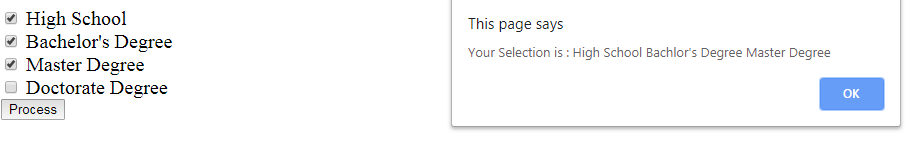 High School
Bachelor's Degree
Master Degree
Doctorate Degree
Process
This page says
Your Selection is : High School Bachlor's Degree Master Degree
OK